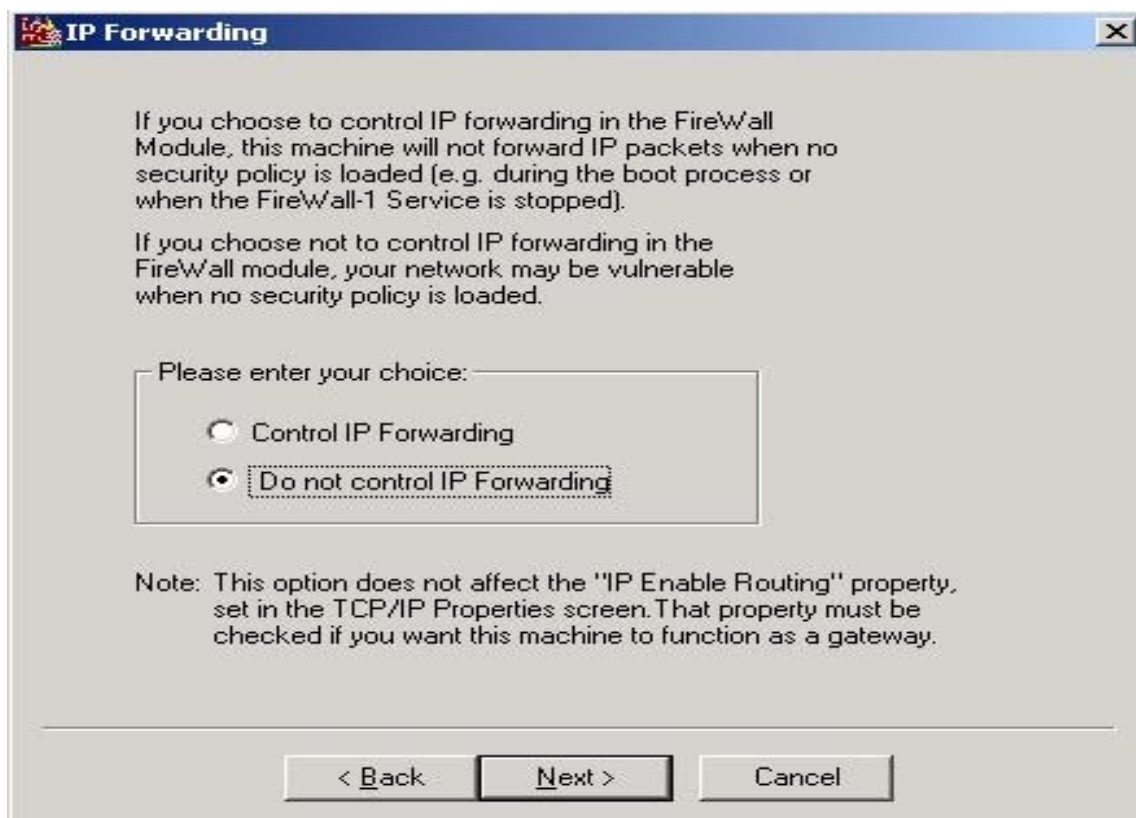 IP Forwarding
If you choose to control IP forwarding in the FireWall
Module, this machine will not forward IP packets when no
security policy is loaded (e.g. during the boot process or
when the FireWall-1 Service is stopped).
If you choose not to control IP forwarding in the
FireWall module, your network may be vulnerable
when no security policy is loaded.
Please enter your choice:
Control IP Forwarding
Do not control IP Forwarding
Note: This option does not affect the "IP Enable Routing" property,
set in the TCP/IP Properties screen.That property must be
checked if you want this machine to function as a gateway.
< Back Next > Cancel